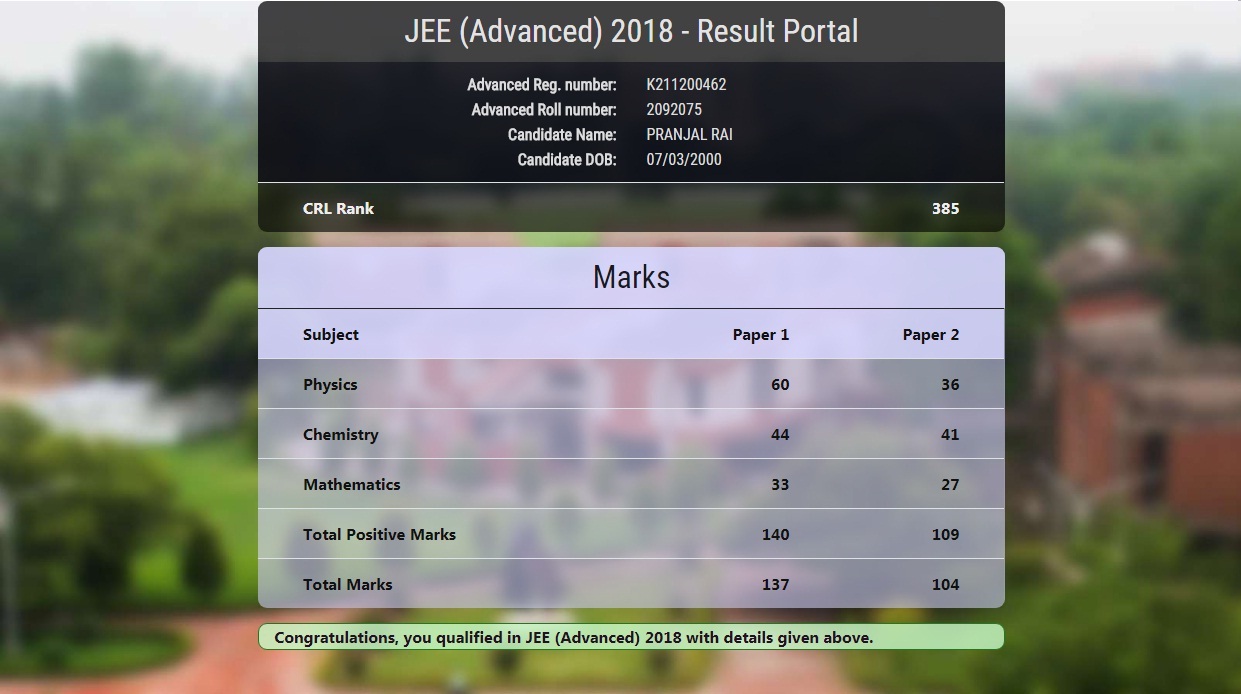 JEE (Advanced) 2018 - Result Portal
Advanced Reg. number: K211200462
Advanced Roll number: 2092075
Candidate Name: PRANJAL RAI
Candidate DOB: 07/03/2000
CRL Rank 385
Marks
Subject Paper 1 Paper 2
Physics 60 36
Chemistry 44 41
Mathematics 33 27
Total Positive Marks 140 109
Total Marks 137 104
Congratulations, you qualified in JEE (Advanced) 2018 with details given above.